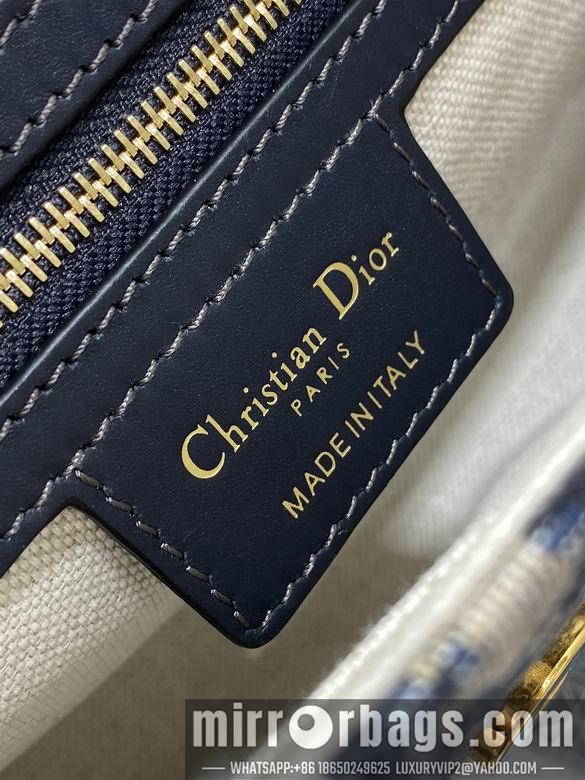 Christian Dior
PARIS
MADE IN ITALY
mirrorbags.com
WHATSAPP:+86 18650249625 LUXURYVIP2@YAHOO.COM